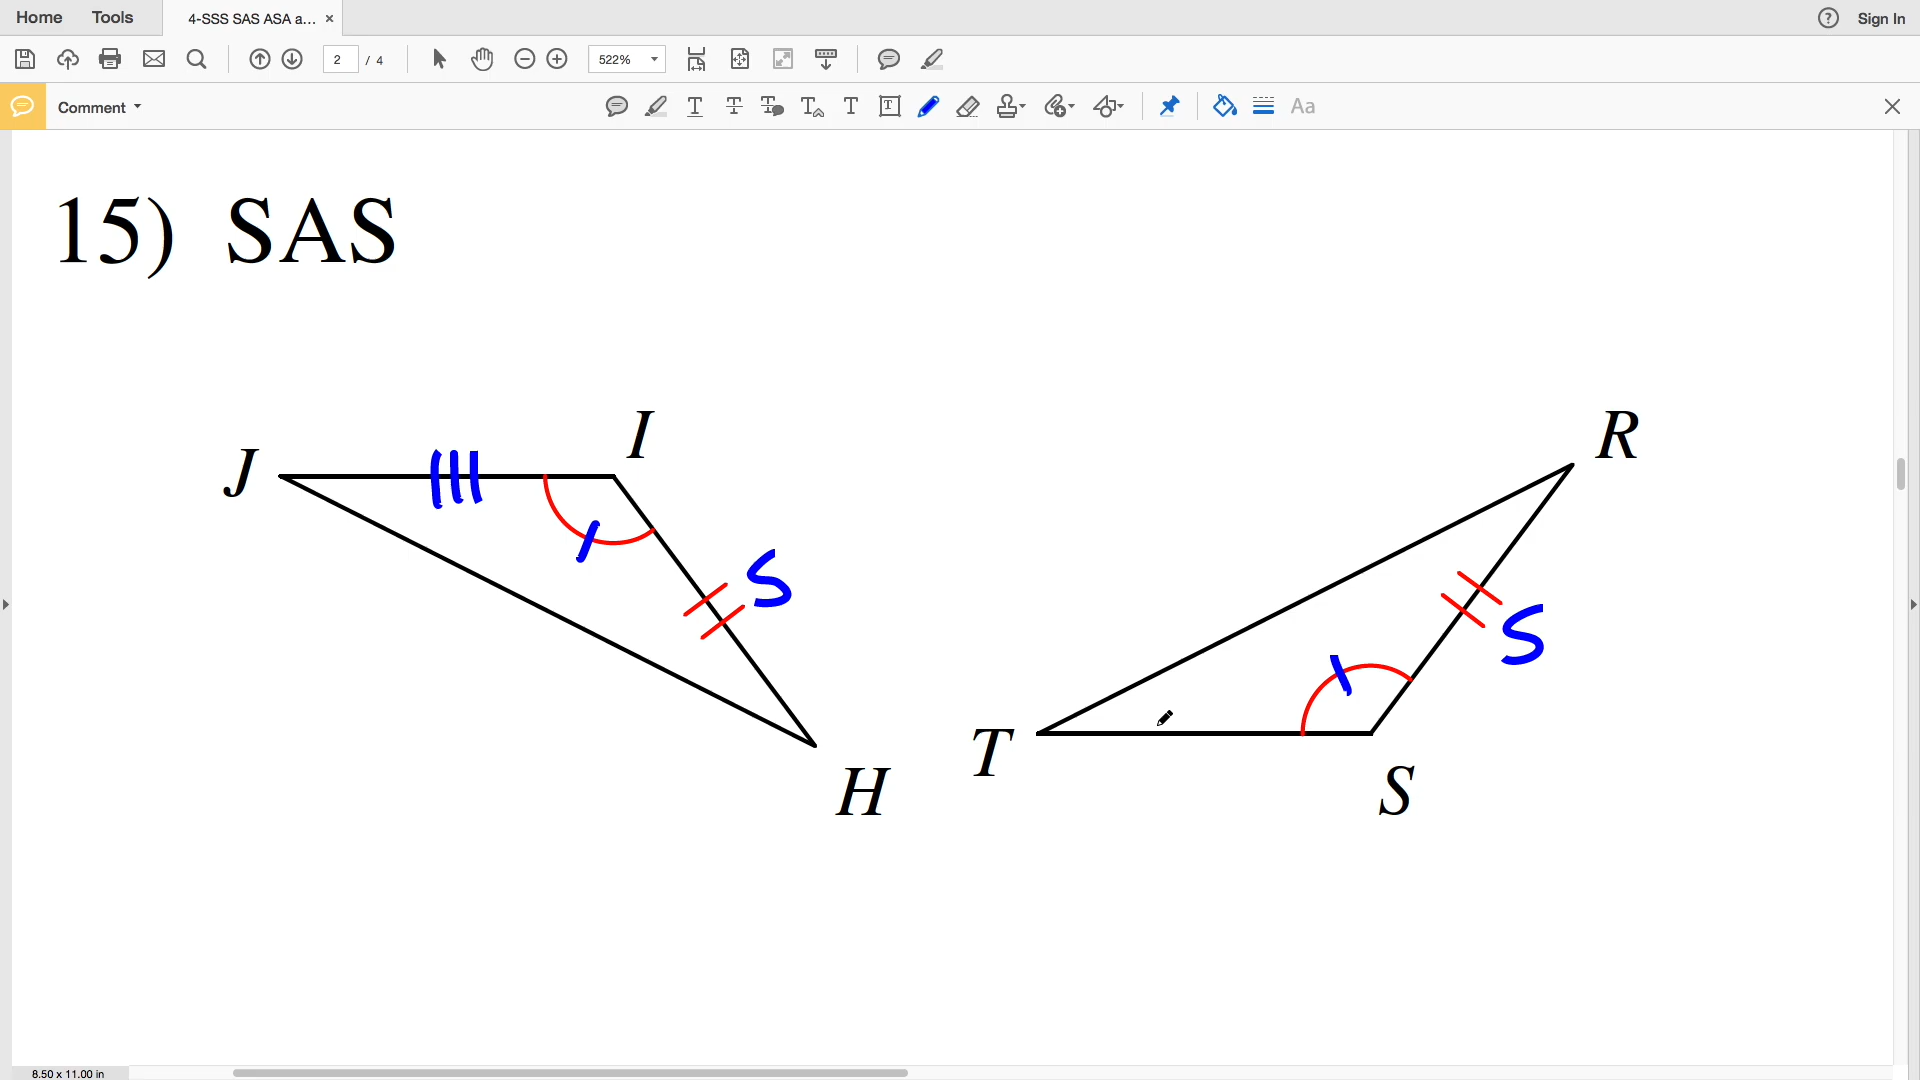 Home Tools 4-SSS SAS ASA a... × ? Sign In
2 / 4 522%
Comment Aa
15) SAS
I R
J
S
S
T
H S
8.50 x 11.00 in